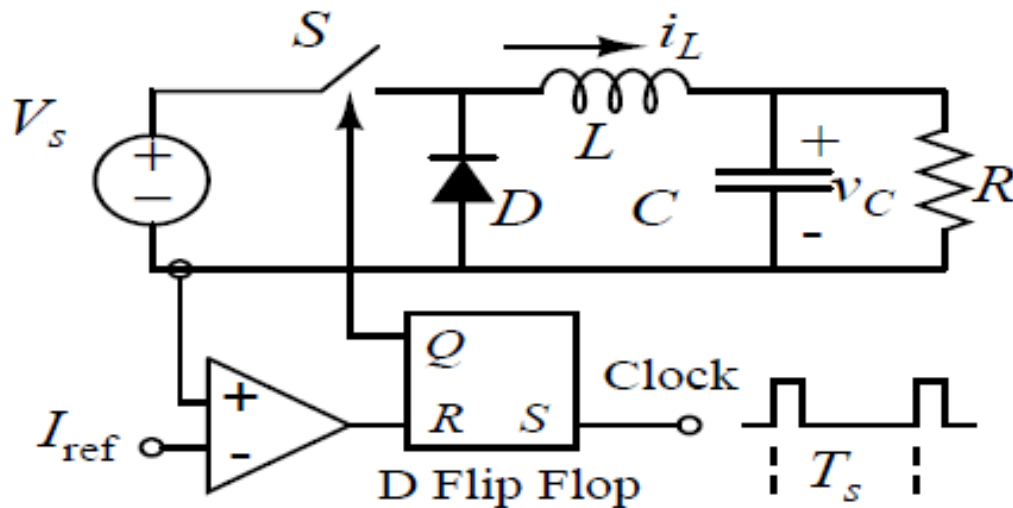 S
i_L
V_s
+
−
L
D
C
+
v_C
-
R
Q
Clock
+
-
I_ref
R S
D Flip Flop
T_s